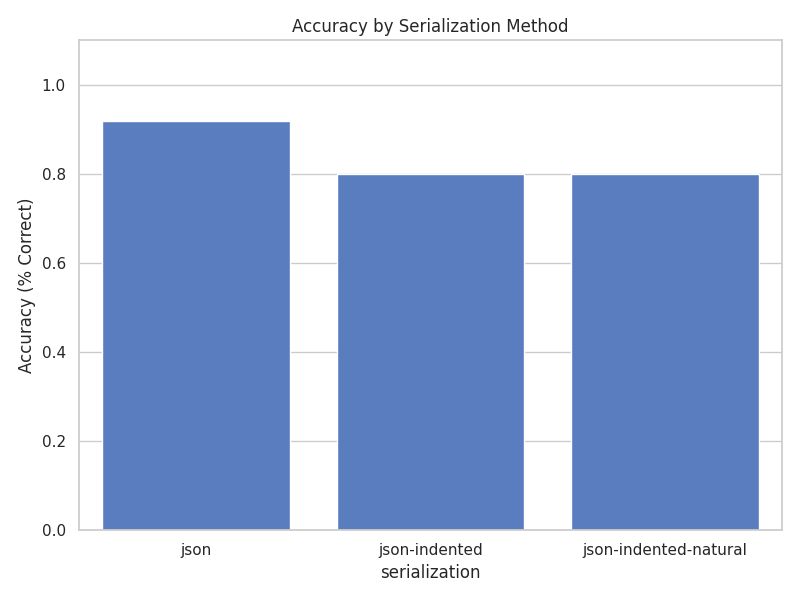 Accuracy by Serialization Method
Accuracy (% Correct)
1.0
0.8
0.6
0.4
0.2
0.0
json
json-indented
json-indented-natural
serialization